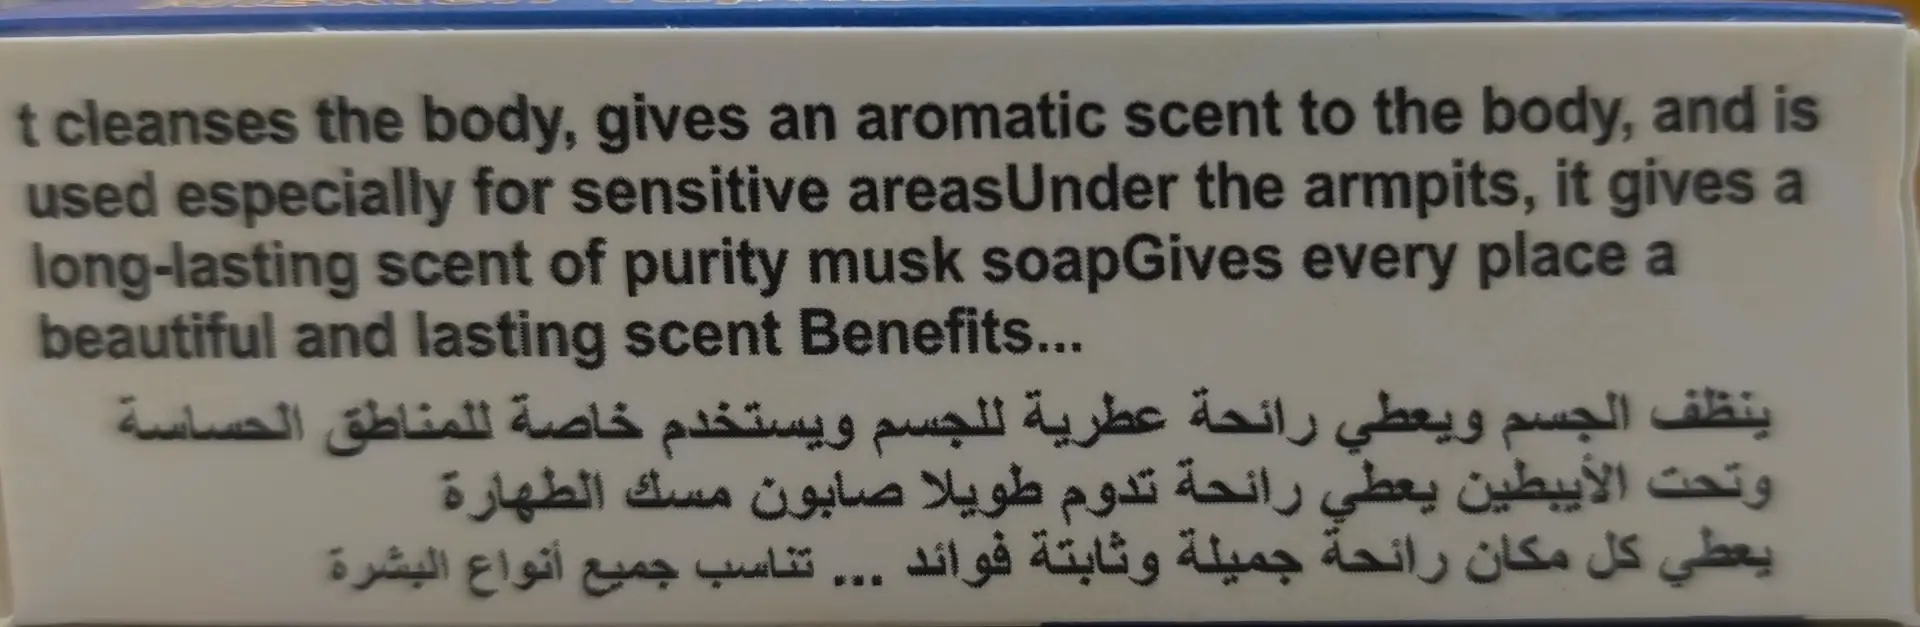 t cleanses the body, gives an aromatic scent to the body, and is
used especially for sensitive areasUnder the armpits, it gives a
long-lasting scent of purity musk soapGives every place a
beautiful and lasting scent Benefits...
ينظف الجسم ويعطي رائحة عطرية للجسم ويستخدم خاصة للمناطق الحساسة
وتحت الأبيطين يعطي رائحة تدوم طويلا صابون مسك الطهارة
يعطي كل مكان رائحة جميلة وثابتة فوائد ... تناسب جميع أنواع البشرة